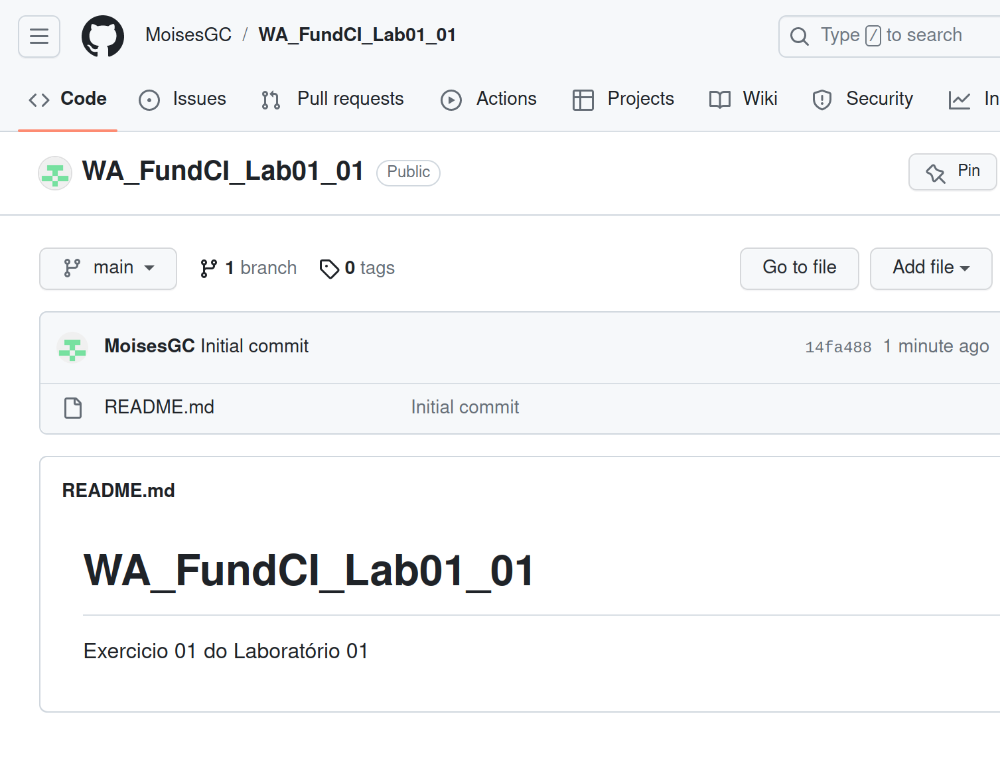 MoisesGC / WA_FundCI_Lab01_01
Type / to search
Code Issues Pull requests Actions Projects Wiki Security In
WA_FundCI_Lab01_01 Public
Pin
main 1 branch 0 tags
Go to file Add file
MoisesGC Initial commit 14fa488 1 minute ago
README.md Initial commit
README.md
WA_FundCI_Lab01_01
Exercicio 01 do Laboratório 01